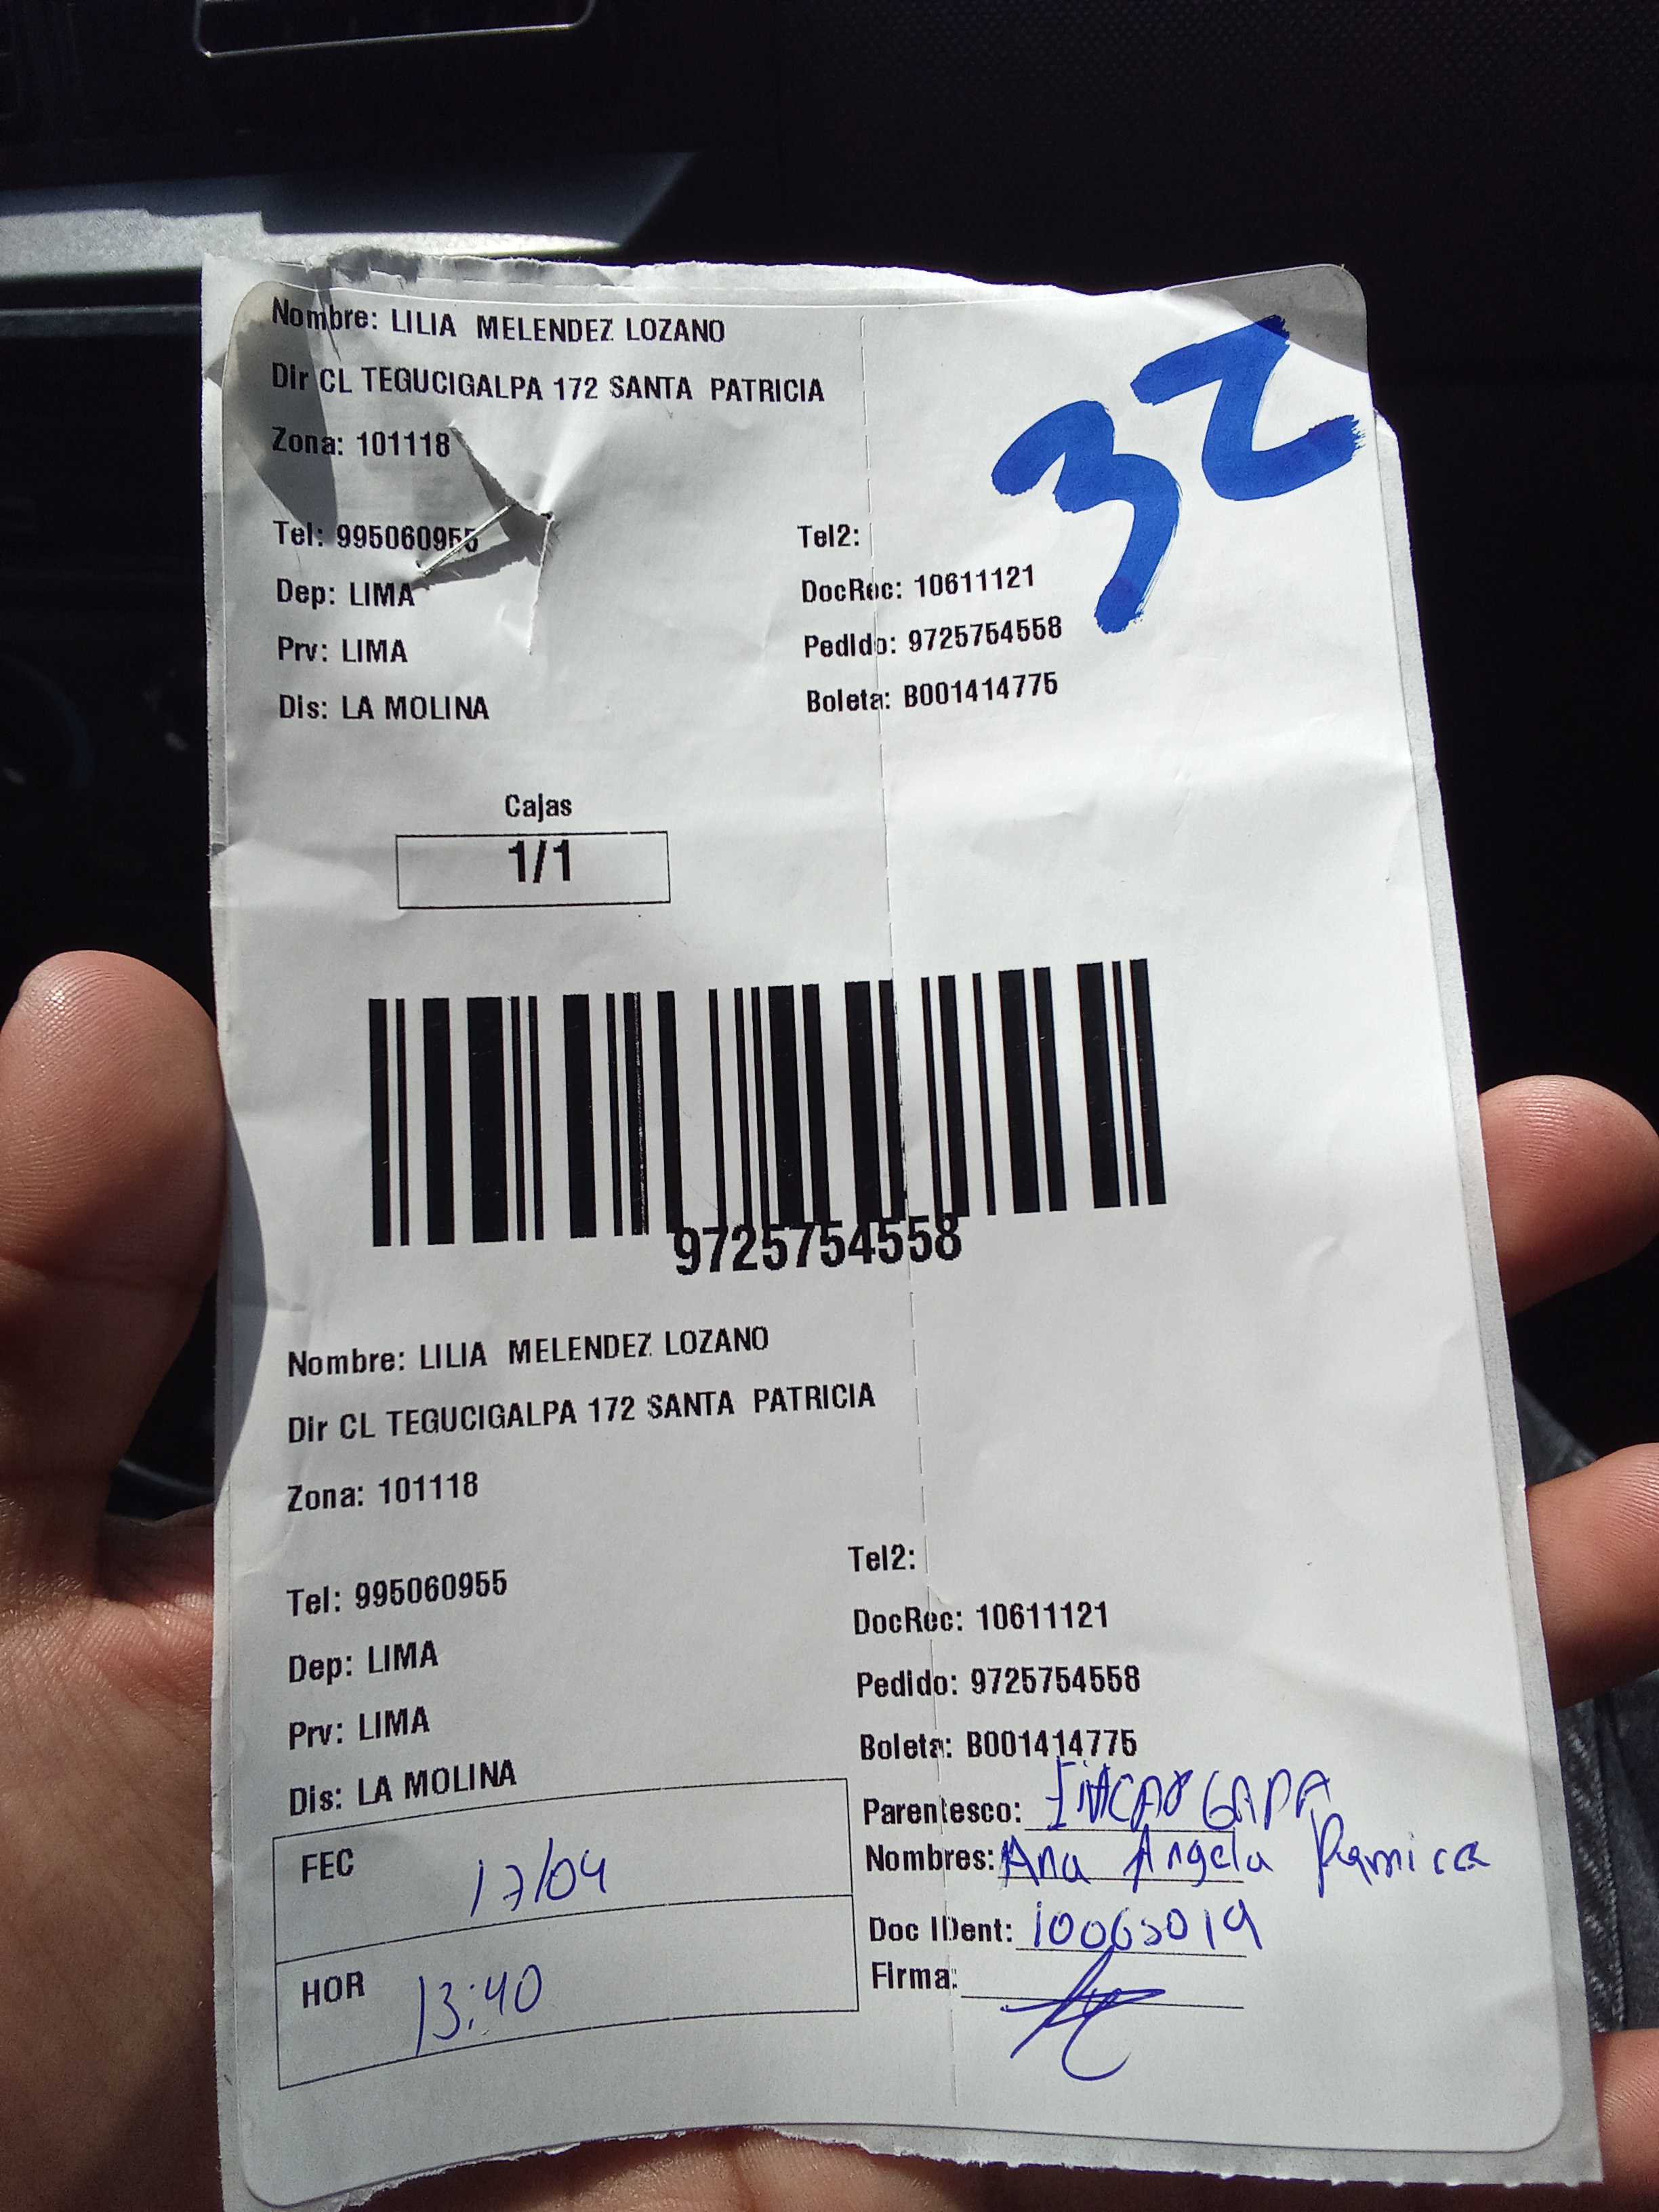 Nombre: LILIA MELENDEZ LOZANO
Dir CL TEGUCIGALPA 172 SANTA PATRICIA
Zona: 101118
32
Tel: 995060955 Tel2:
Dep: LIMA DocRec: 10611121
Prv: LIMA Pedido: 9725754558
Dis: LA MOLINA Boleta: B001414775
Cajas
1/1
9725754558
Nombre: LILIA MELENDEZ LOZANO
Dir CL TEGUCIGALPA 172 SANTA PATRICIA
Zona: 101118
Tel: 995060955 Tel2:
Dep: LIMA DocRec: 10611121
Prv: LIMA Pedido: 9725754558
Dis: LA MOLINA Boleta: B001414775
Parentesco: ENCARGADA
FEC 17/04 Nombres: Ana Angela
Doc IDent:
HOR 13:40 Firma: